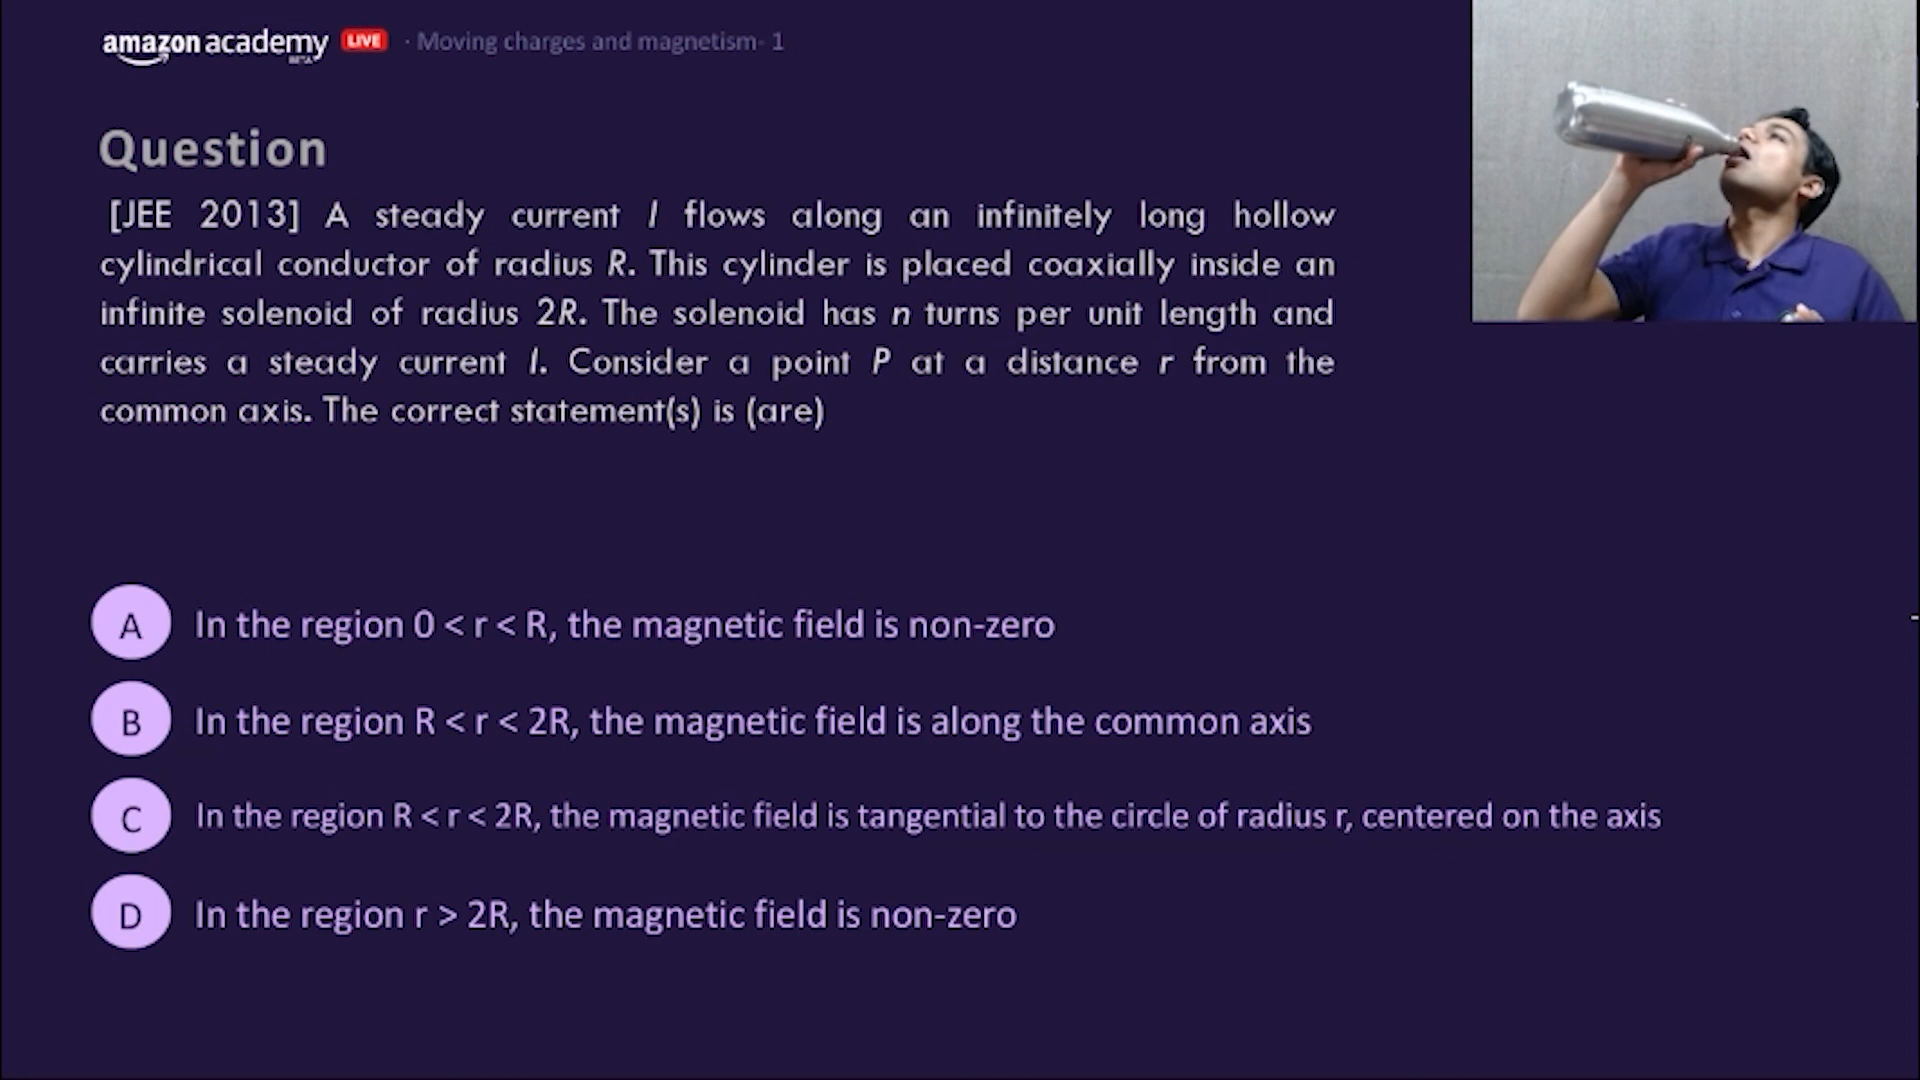 amazon academy LIVE · Moving charges and magnetism- 1
BETA
Question
[JEE 2013] A steady current I flows along an infinitely long hollow
cylindrical conductor of radius R. This cylinder is placed coaxially inside an
infinite solenoid of radius 2R. The solenoid has n turns per unit length and
carries a steady current I. Consider a point P at a distance r from the
common axis. The correct statement(s) is (are)
A In the region 0 < r < R, the magnetic field is non-zero
B In the region R < r < 2R, the magnetic field is along the common axis
C In the region R < r < 2R, the magnetic field is tangential to the circle of radius r, centered on the axis
D In the region r > 2R, the magnetic field is non-zero